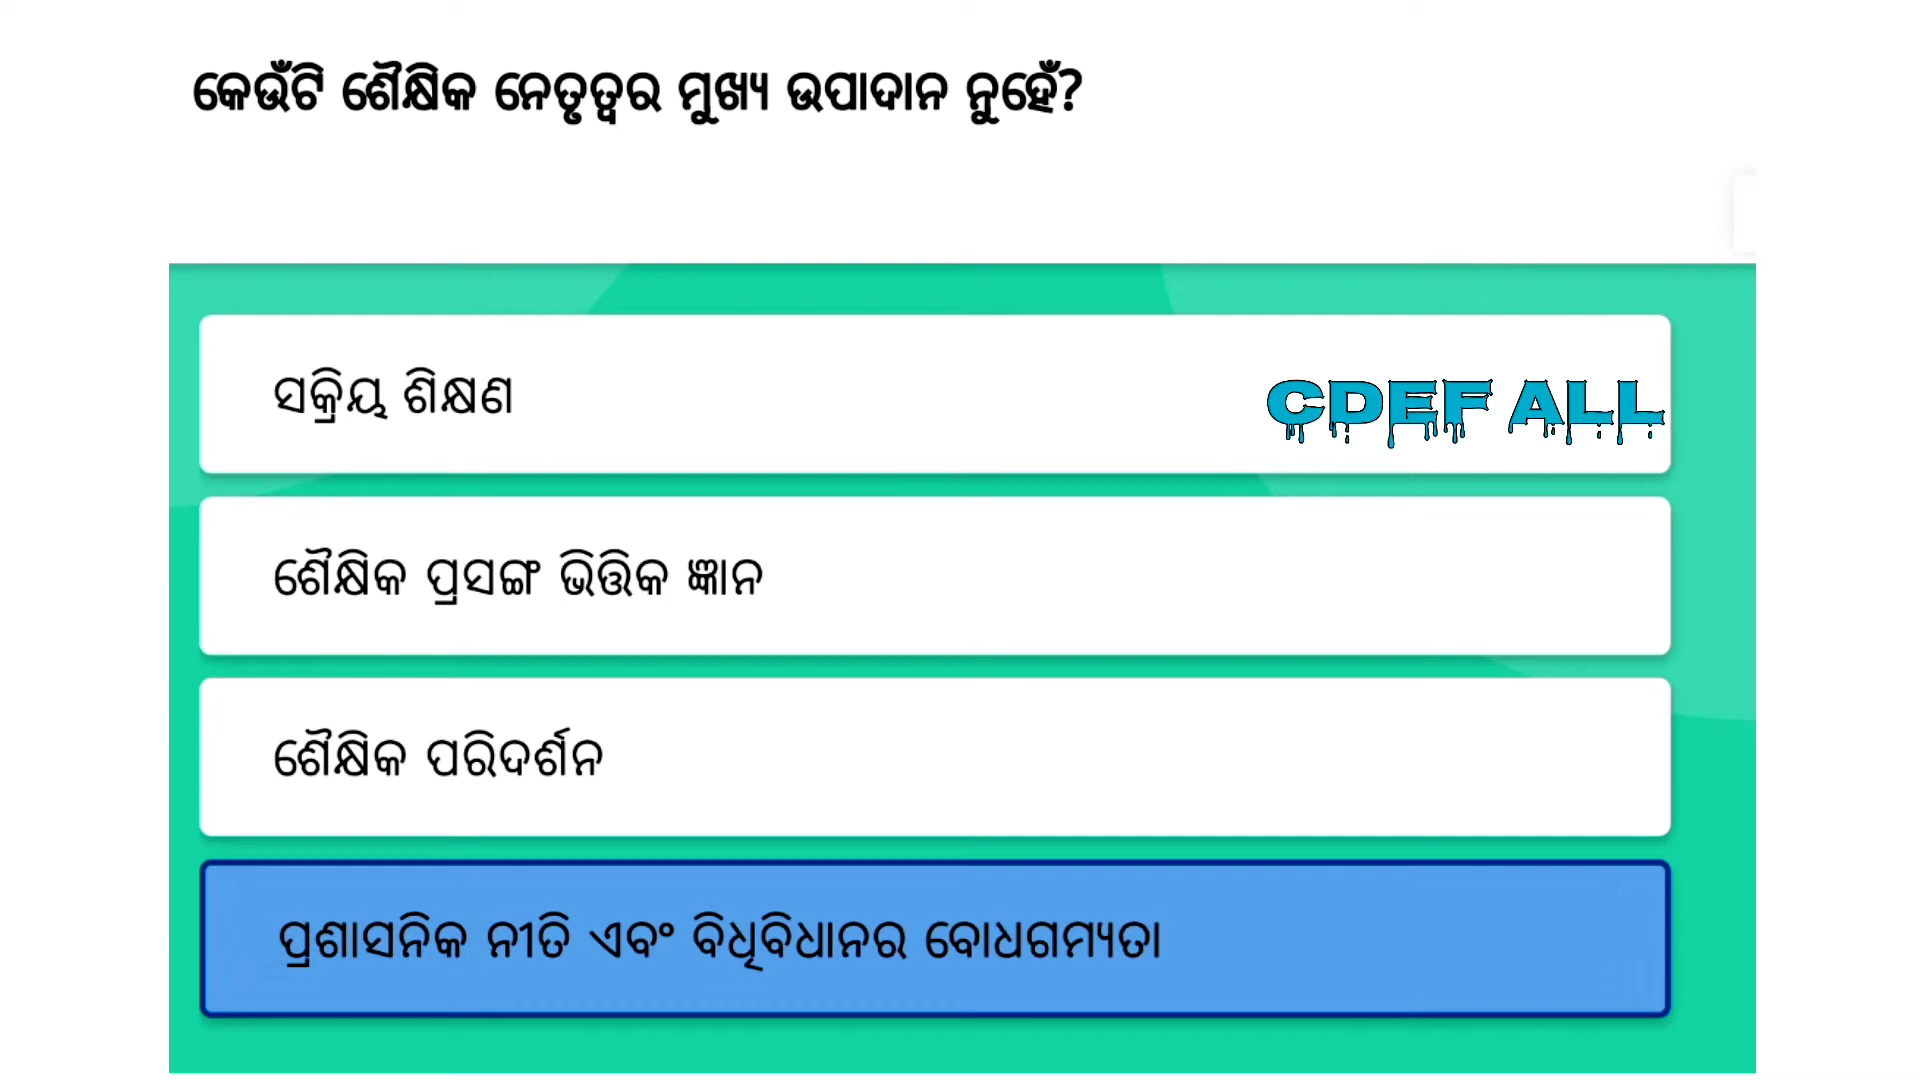 କେଉଁଟି ଶୈକ୍ଷିକ ନେତୃତ୍ୱର ମୁଖ୍ୟ ଉପାଦାନ ନୁହେଁ?
ସକ୍ରିୟ ଶିକ୍ଷଣ
CDEF ALL
ଶୈକ୍ଷିକ ପ୍ରସଙ୍ଗ ଭିତ୍ତିକ ଜ୍ଞାନ
ଶୈକ୍ଷିକ ପରିଦର୍ଶନ
ପ୍ରଶାସନିକ ନୀତି ଏବଂ ବିଧିବିଧାନର ବୋଧଗମ୍ୟତା